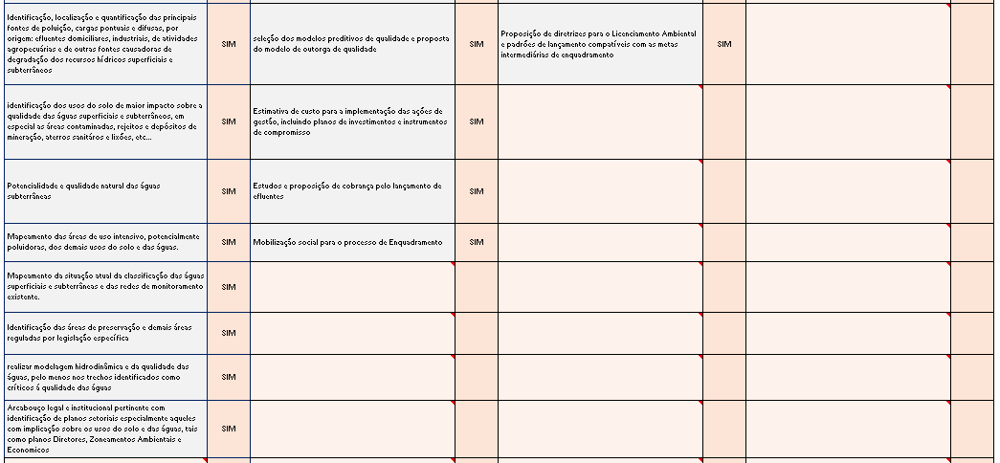 Identificação, localização e quantificação das principais
fontes de poluição, cargas pontuais e difusas, por
origem: efluentes domiciliares, industriais, de atividades
agropecuárias e de outras fontes causadoras de
degradação dos recursos hídricos superficiais e
subterrâneos
SIM
seleção dos modelos preditivos de qualidade e proposta
do modelo de outorga de qualidade
SIM
Proposição de diretrizes para o Licenciamento Ambiental
e padrões de lançamento compatíveis com as metas
intermediárias de enquadramento
SIM
identificação dos usos do solo de maior impacto sobre a
qualidade das águas superficiais e subterrâneos, em
especial as áreas contaminadas, rejeitos e depósitos de
mineração, aterros sanitáros e lixões, etc...
SIM
Estimativa de custo para a implementação das ações de
gestão, incluindo planos de investimentos e instrumentos
de compromisso
SIM
Potencialidade e qualidade natural das águas
subterrâneas
SIM
Estudos e proposição de cobrança pelo lançamento de
efluentes
SIM
Mapeamento das áreas de uso intensivo, potencialmente
poluidoras, dos demais usos do solo e das águas.
SIM
Mobilização social para o processo de Enquadramento
SIM
Mapeamento da situação atual da classificação das águas
superficiais e subterrâneas e das redes de monitoramento
existente.
SIM
Identificação das áreas de preservação e demais áreas
reguladas por legislação específica
SIM
realizar modelagem hidrodinâmica e da qualidade das
águas, pelo menos nos trechos identificados como
críticos á qualidade das águas
SIM
Arcabouço legal e institucional pertinente com
identificação de planos setoriais especialmente aqueles
com implicação sobre os usos do solo e das águas, tais
como planos Diretores, Zoneamentos Ambientais e
Economicos
SIM